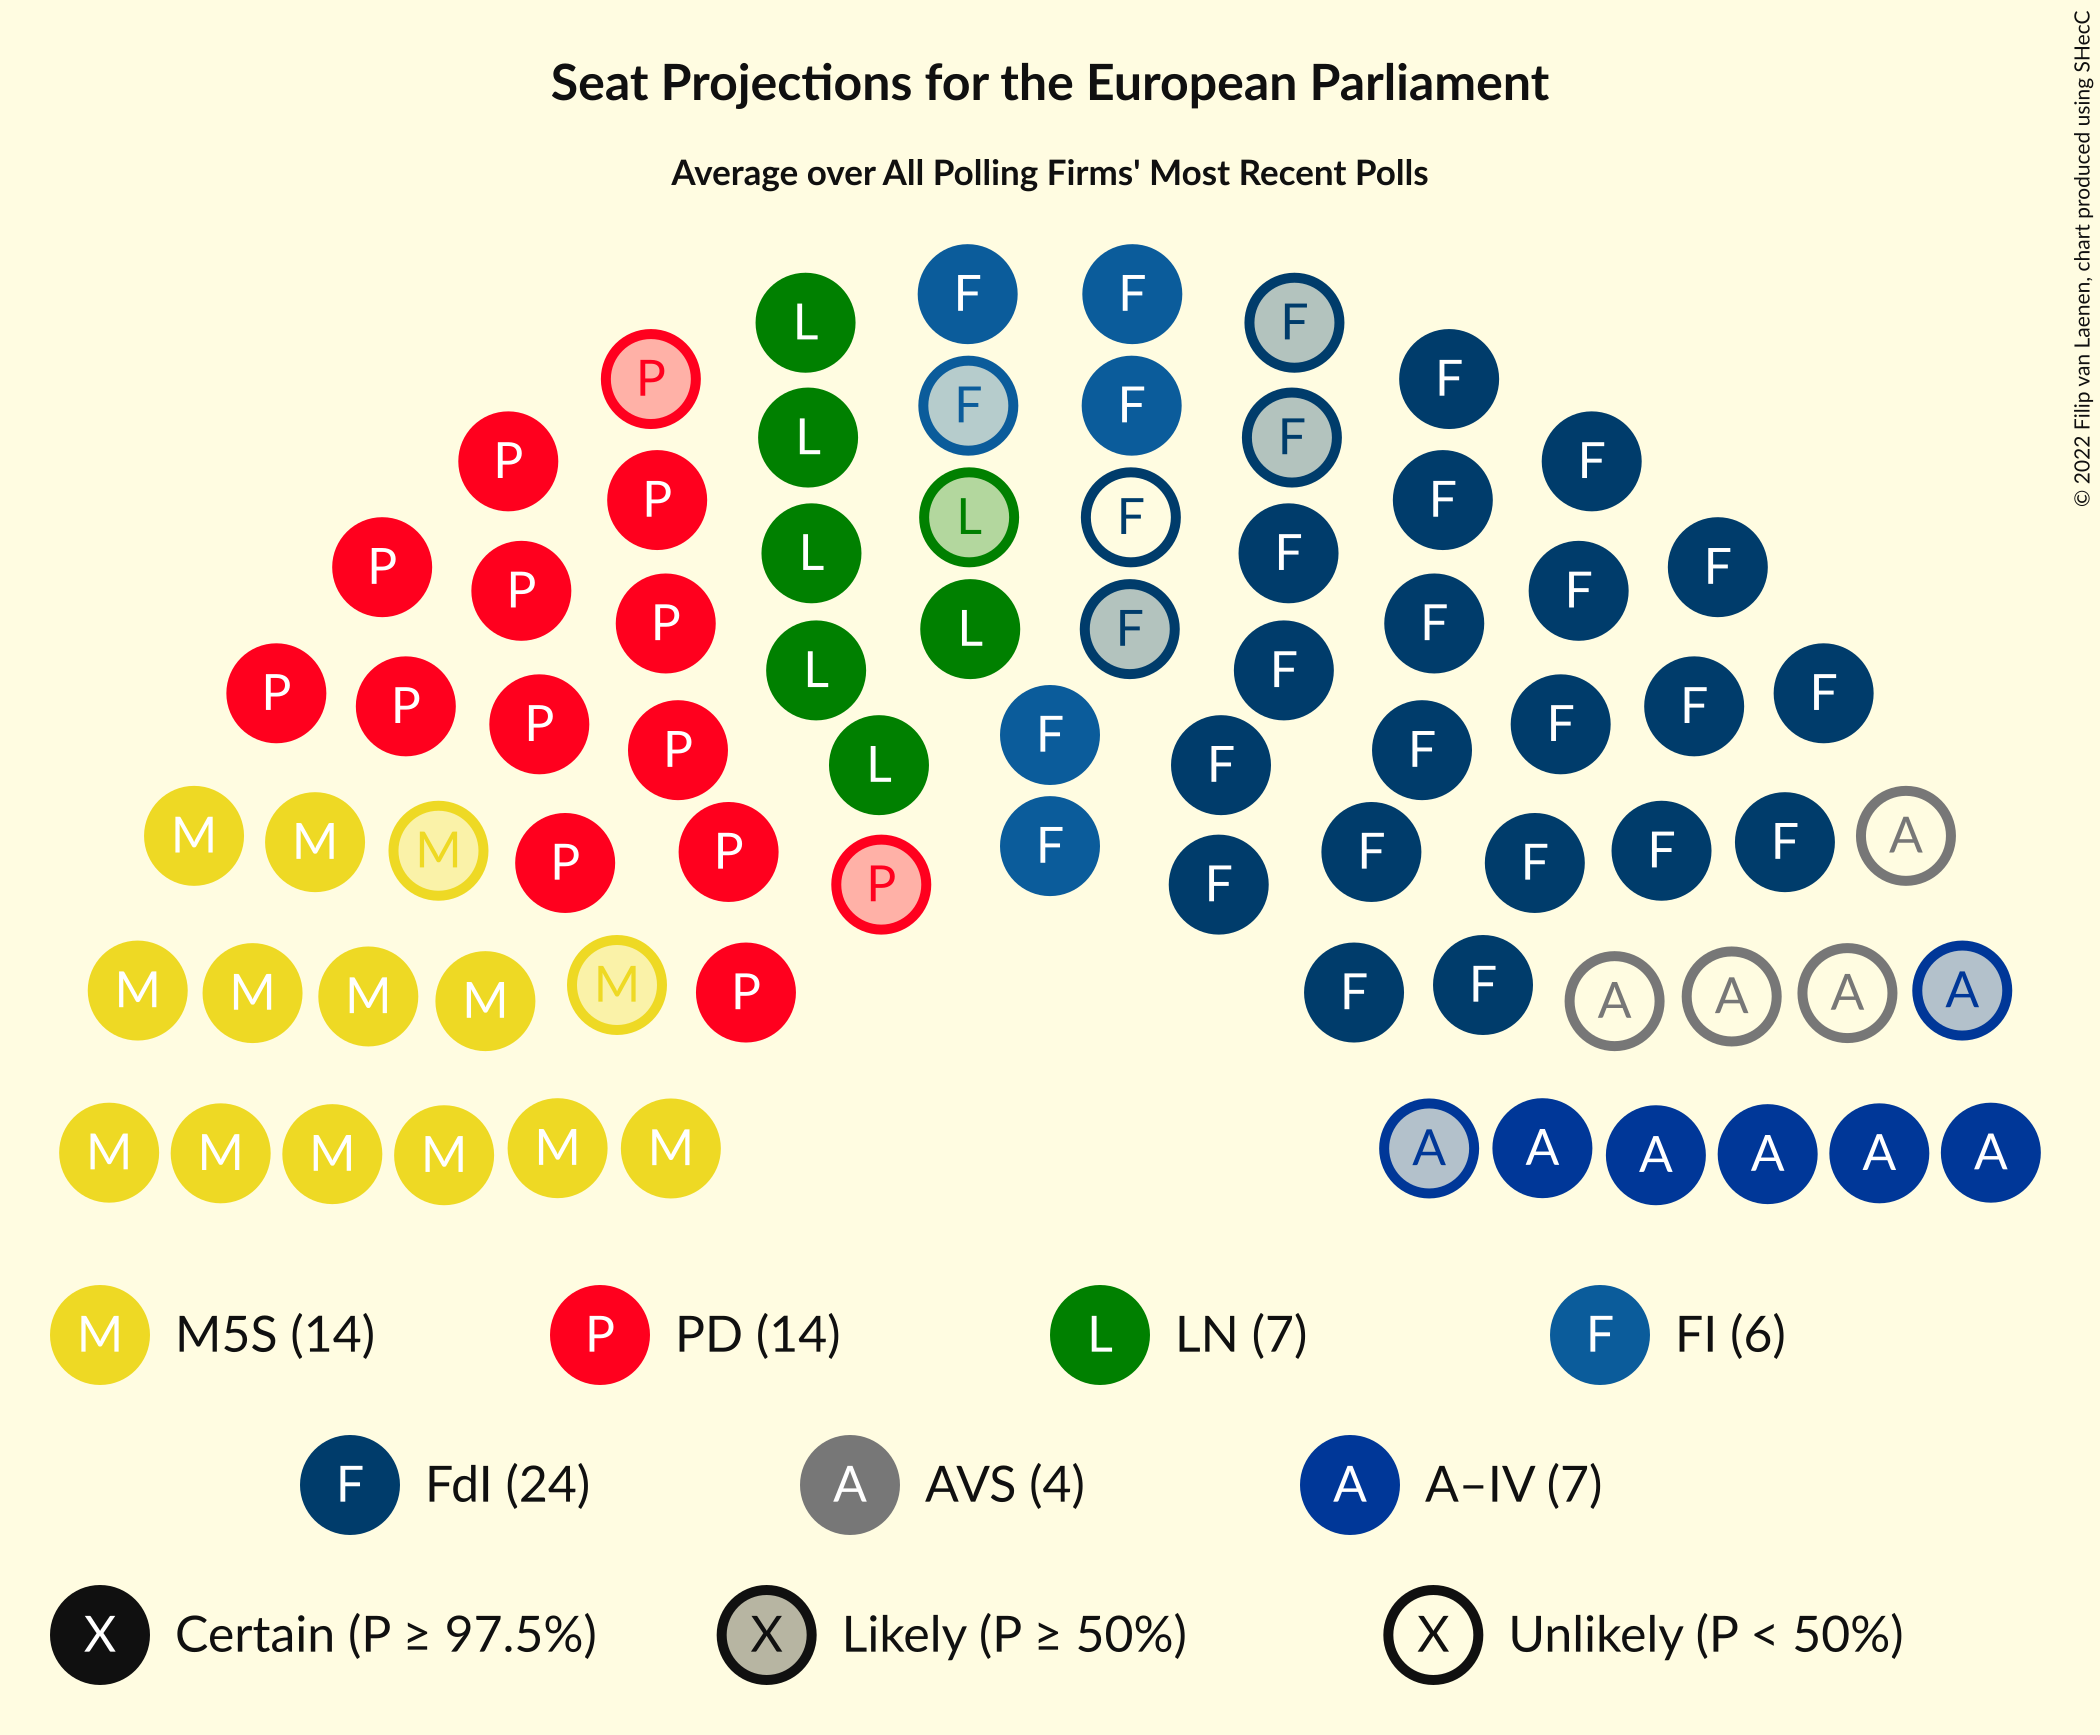 Seat Projections for the European Parliament
Average over All Polling Firms' Most Recent Polls
© 2022 Filip van Laenen, chart produced using SHecC
F F
L F
P F
F F
L F
P F
P F
L F
P F
L F
P F
P F
P F
L F
P F
L F
P F
P F
P F
P F
F
P F
L F
M A
M F
F
M F
P F
P F
P F
M A
M F
M A
M A
M A
P F
M F
M M M M M M A A A A A A
M M5S (14) P PD (14) L LN (7) F FI (6)
F FdI (24) A AVS (4) A A–IV (7)
X Certain (P ≥ 97.5%) X Likely (P ≥ 50%) X Unlikely (P < 50%)